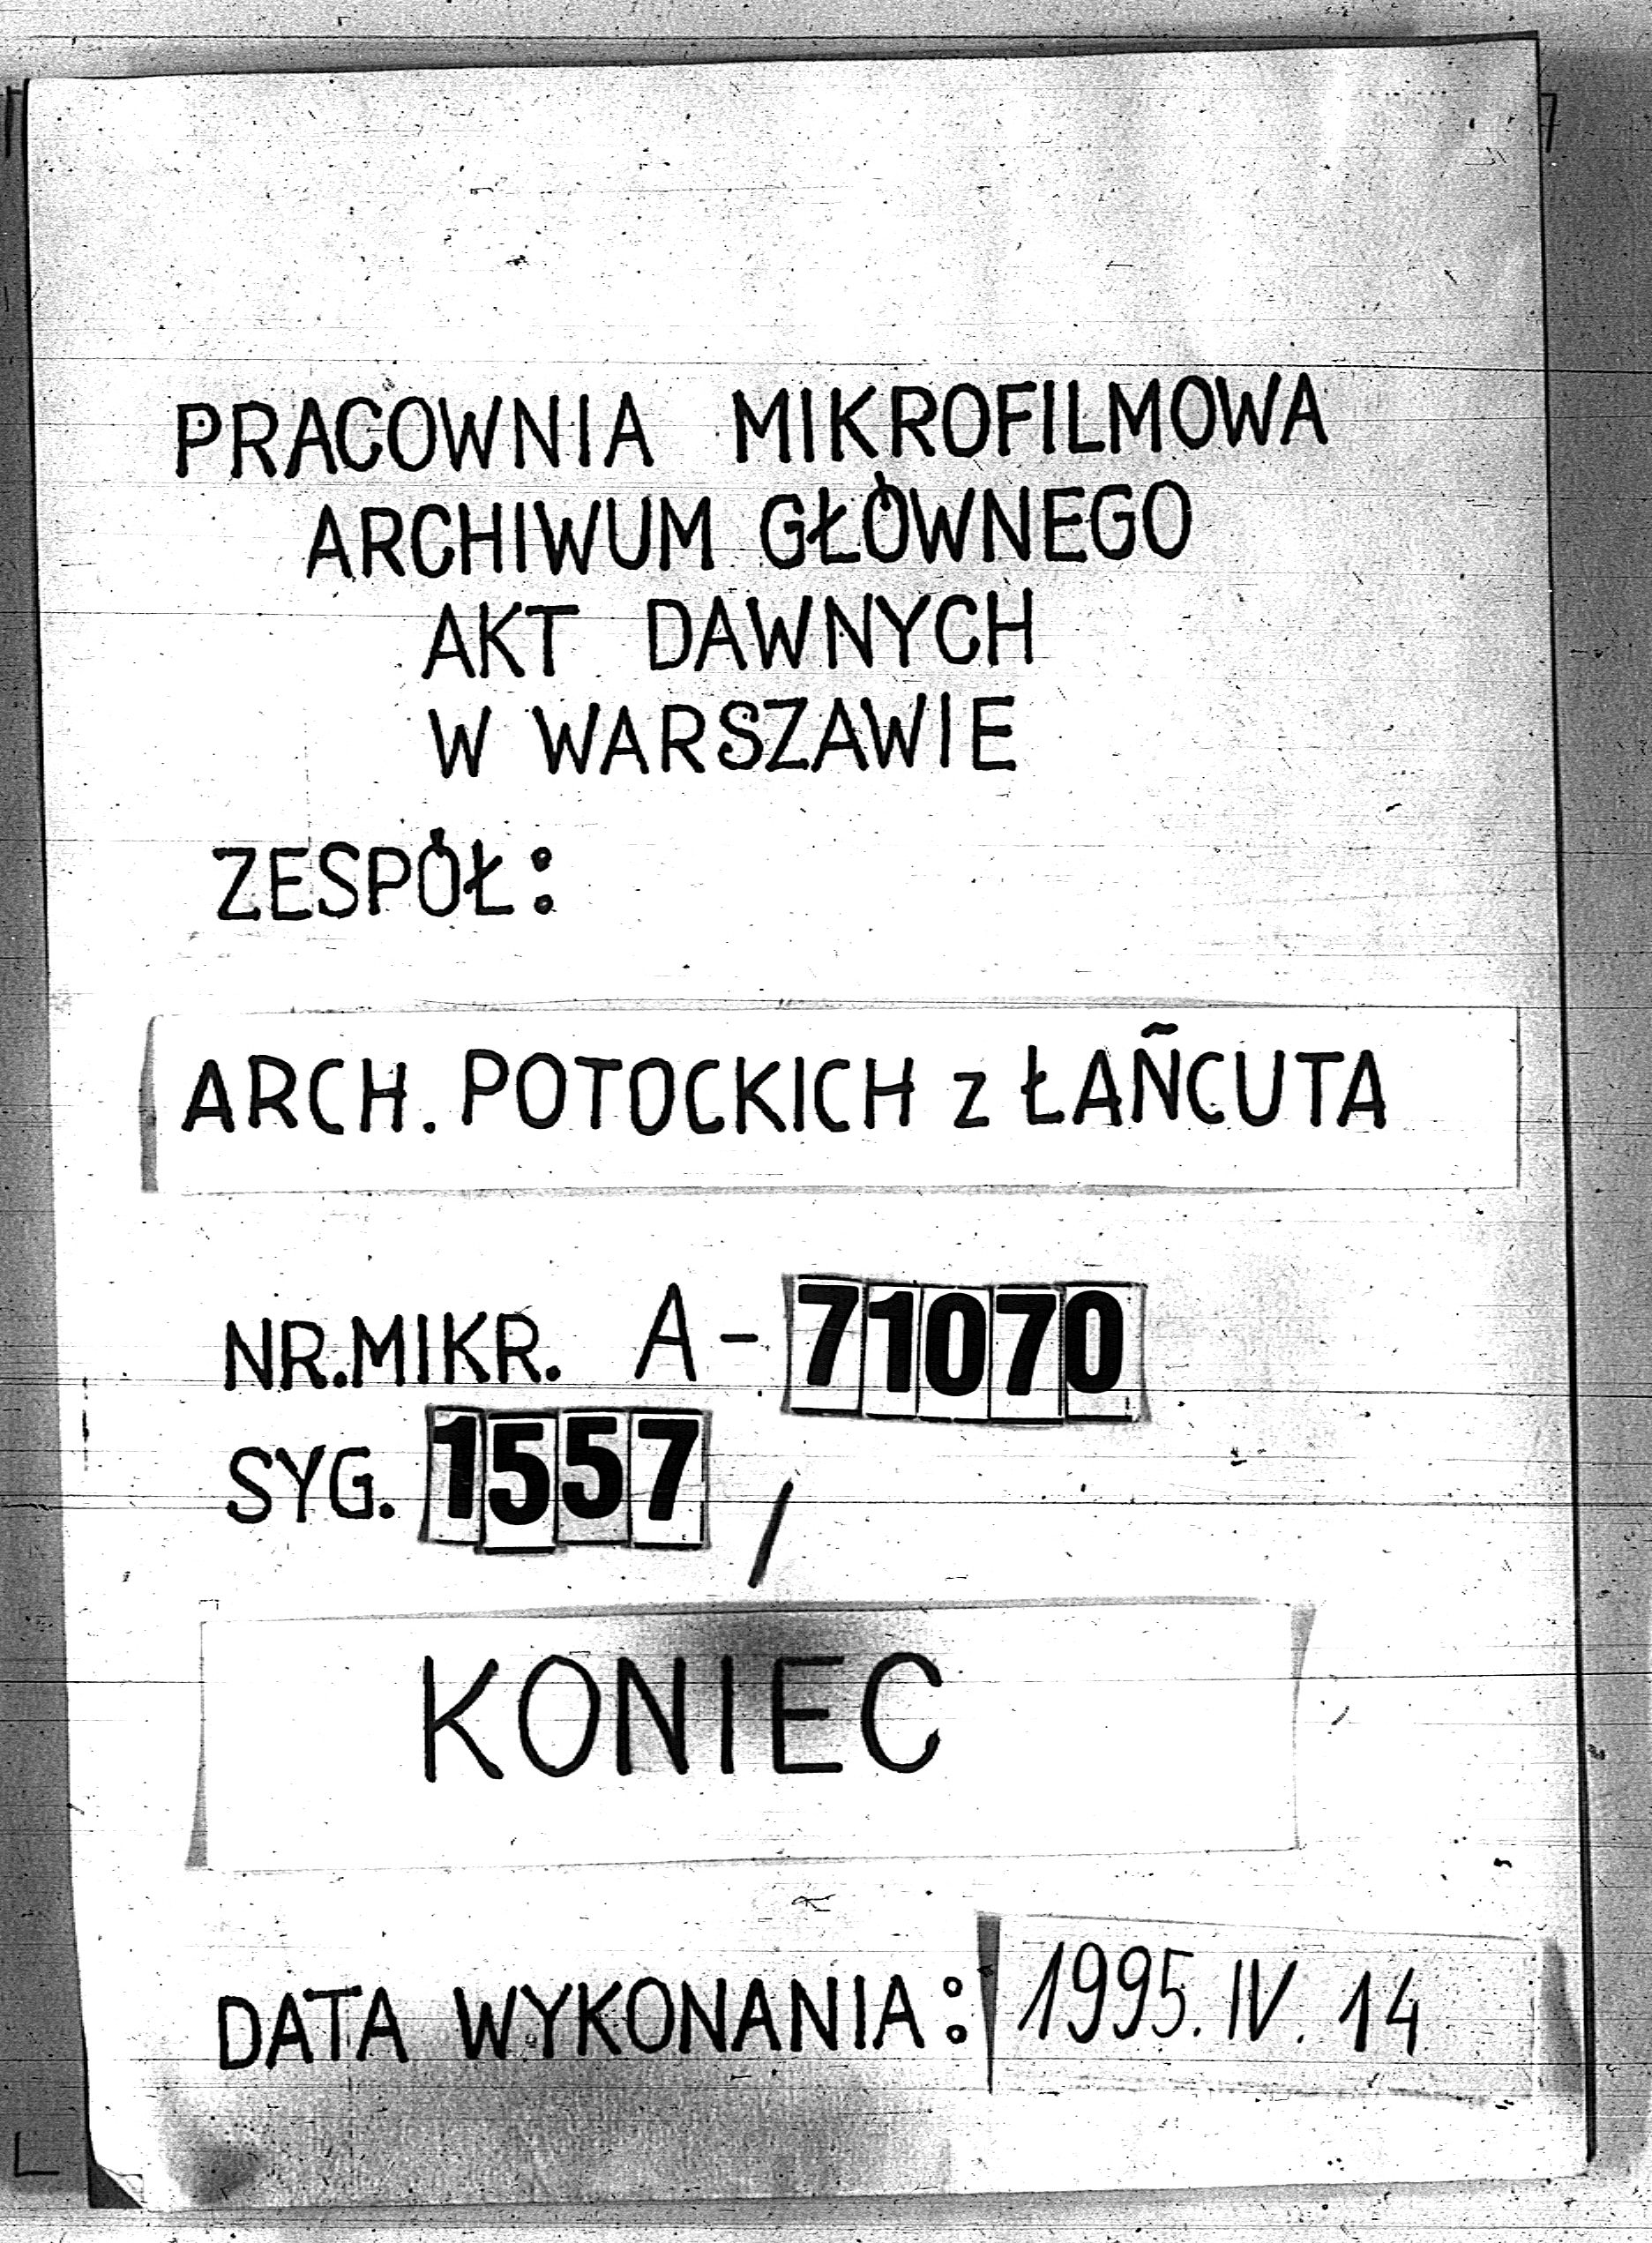 PRACOWNIA MIKROFILMOWA
ARCHIWUM GŁÓWNEGO
AKT DAWNYCH
W WARSZAWIE
ZESPÓŁ:
ARCH. POTOCKICH z ŁAŃCUTA
NR.MIKR. A-71070
SYG. 1557 /
KONIEC
DATA WYKONANIA: 1995. IV. 14